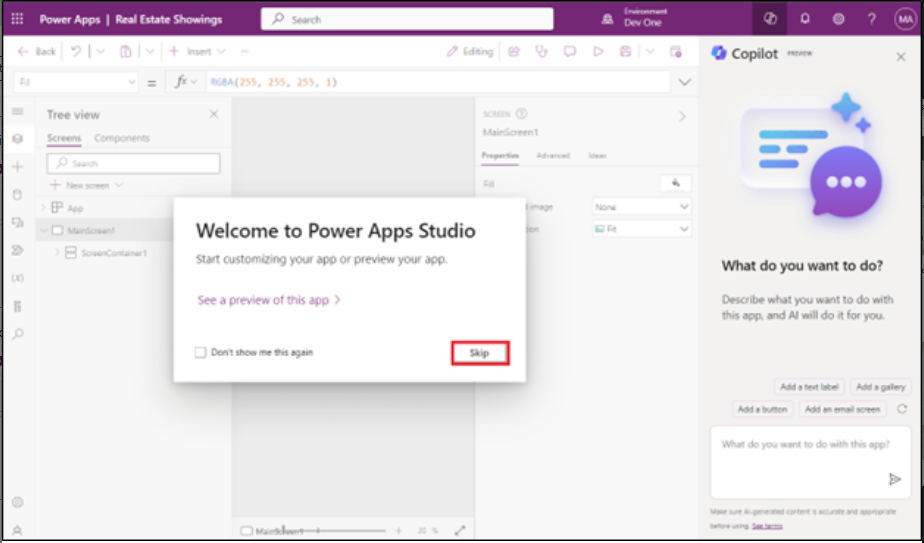 Power Apps | Real Estate Showings
Search
Environment
Dev One
MA
Back
Insert
Editing
Copilot PREVIEW
Fill
= fx RGBA(255, 255, 255, 1)
Tree view
Screens Components
Search
New screen
App
MainScreen1
ScreenContainer1
SCREEN
MainScreen1
Properties Advanced Ideas
Fill
image None
Fit
Welcome to Power Apps Studio
Start customizing your app or preview your app.
See a preview of this app
Don't show me this again
Skip
What do you want to do?
Describe what you want to do with
this app, and AI will do it for you.
Add a text label Add a gallery
Add a button Add an email screen
What do you want to do with this app?
Make sure AI-generated content is accurate and appropriate
before using. See terms
MainScreen1
%